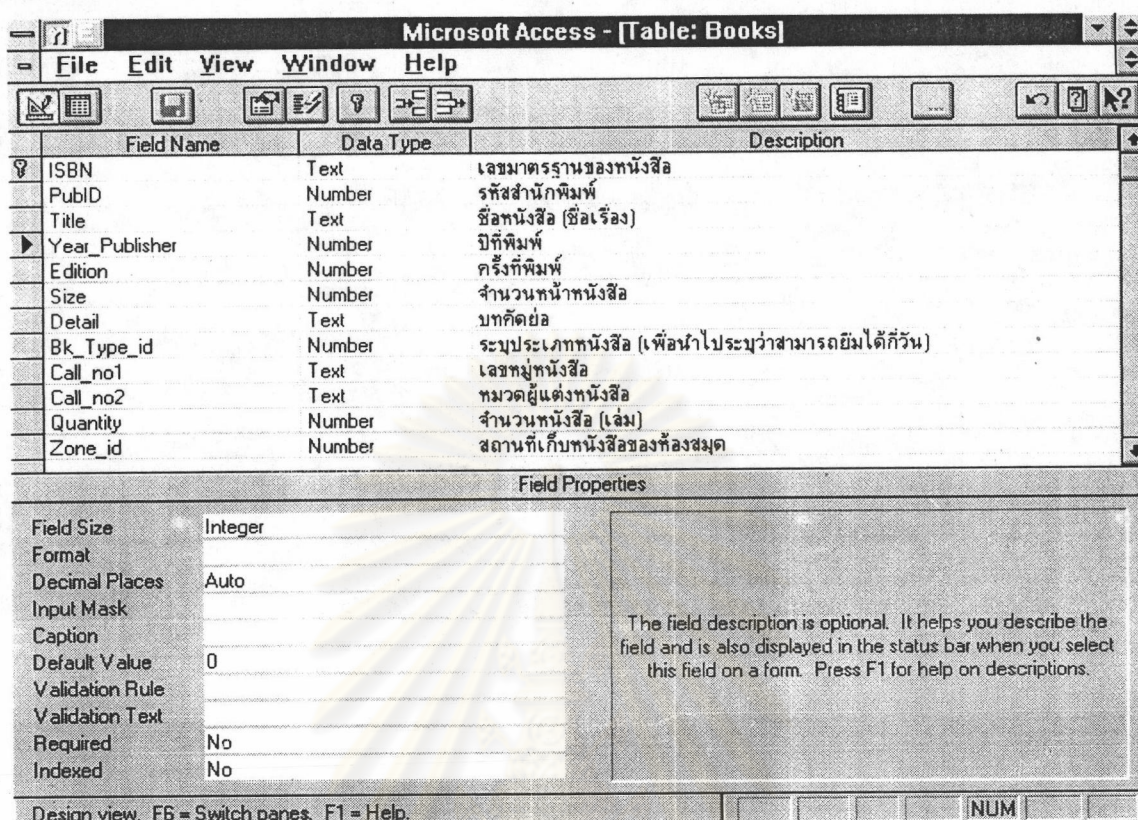 Microsoft Access - [Table: Books]
File Edit View Window Help
Field Name Data Type Description
ISBN Text เลขมาตรฐานของหนังสือ
PubID Number รหัสสำนักพิมพ์
Title Text ชื่อหนังสือ (ชื่อเรื่อง)
Year_Publisher Number ปีที่พิมพ์
Edition Number ครั้งที่พิมพ์
Size Number จำนวนหน้าหนังสือ
Detail Text บทคัดย่อ
Bk_Type_id Number ระบุประเภทหนังสือ (เพื่อนำไประบุว่าสามารถยืมได้กี่วัน)
Call_no1 Text เลขหมู่หนังสือ
Call_no2 Text หมวดผู้แต่งหนังสือ
Quantity Number จำนวนหนังสือ (เล่ม)
Zone_id Number สถานที่เก็บหนังสือของห้องสมุด
Field Properties
Field Size Integer
Format
Decimal Places Auto
Input Mask
Caption
Default Value 0
Validation Rule
Validation Text
Required No
Indexed No
The field description is optional. It helps you describe the
field and is also displayed in the status bar when you select
this field on a form. Press F1 for help on descriptions.
Design view. F6 = Switch panes. F1 = Help. NUM